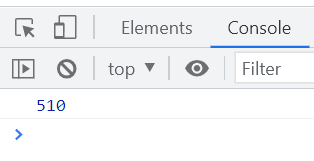 Elements Console
top ▼ Filter
510
>